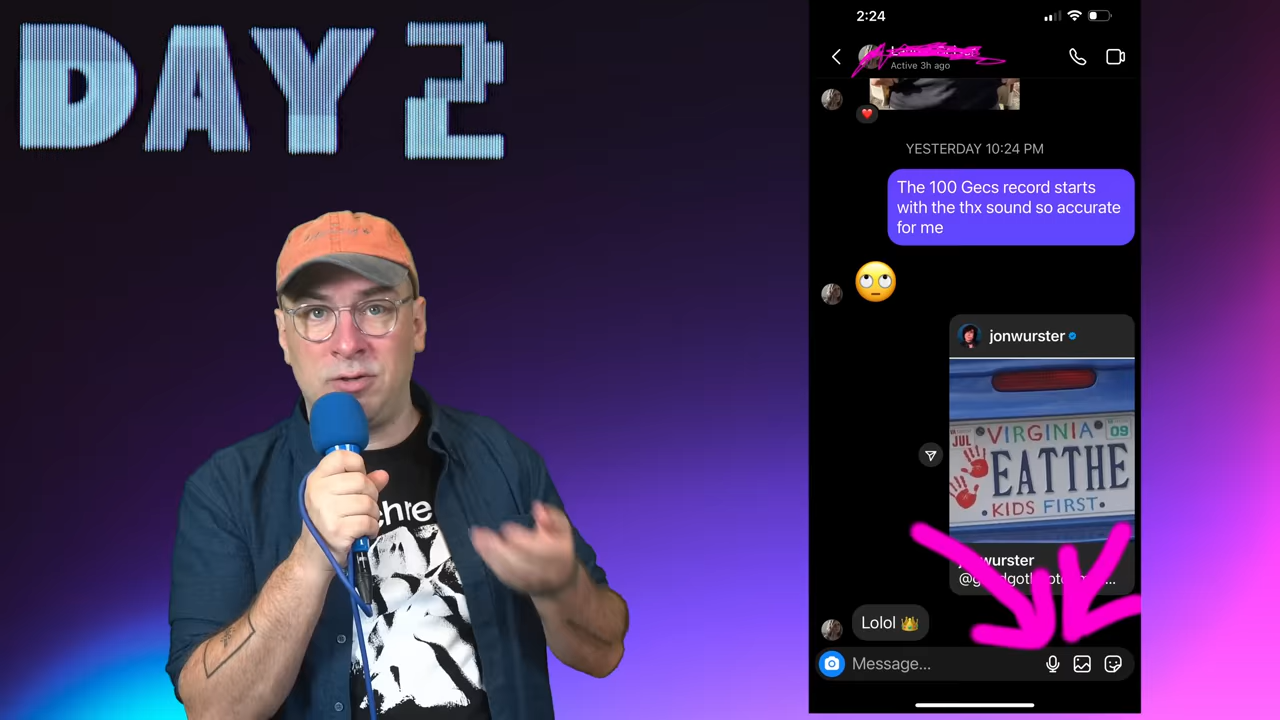 DAY 2
2:24
Active 3h ago
YESTERDAY 10:24 PM
The 100 Gecs record starts
with the thx sound so accurate
for me
jonwurster
JUL
VIRGINIA
09
EATTHE
KIDS FIRST
Lolol
Message...